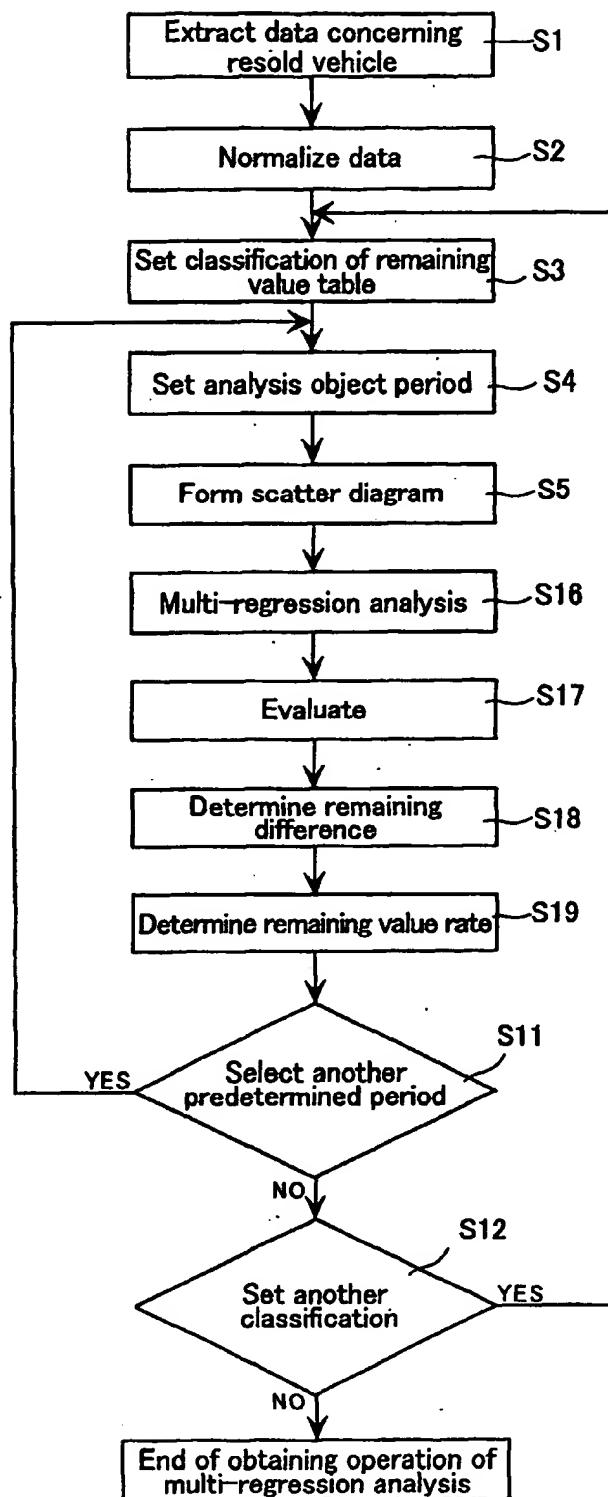 Extract data concerning
resold vehicle
S1
Normalize data
S2
Set classification of remaining
value table
S3
Set analysis object period
S4
Form scatter diagram
S5
Multi-regression analysis
S16
Evaluate
S17
Determine remaining
difference
S18
Determine remaining value rate
S19
Select another
predetermined period
S11
YES
NO
Set another
classification
S12
YES
NO
End of obtaining operation of
multi-regression analysis